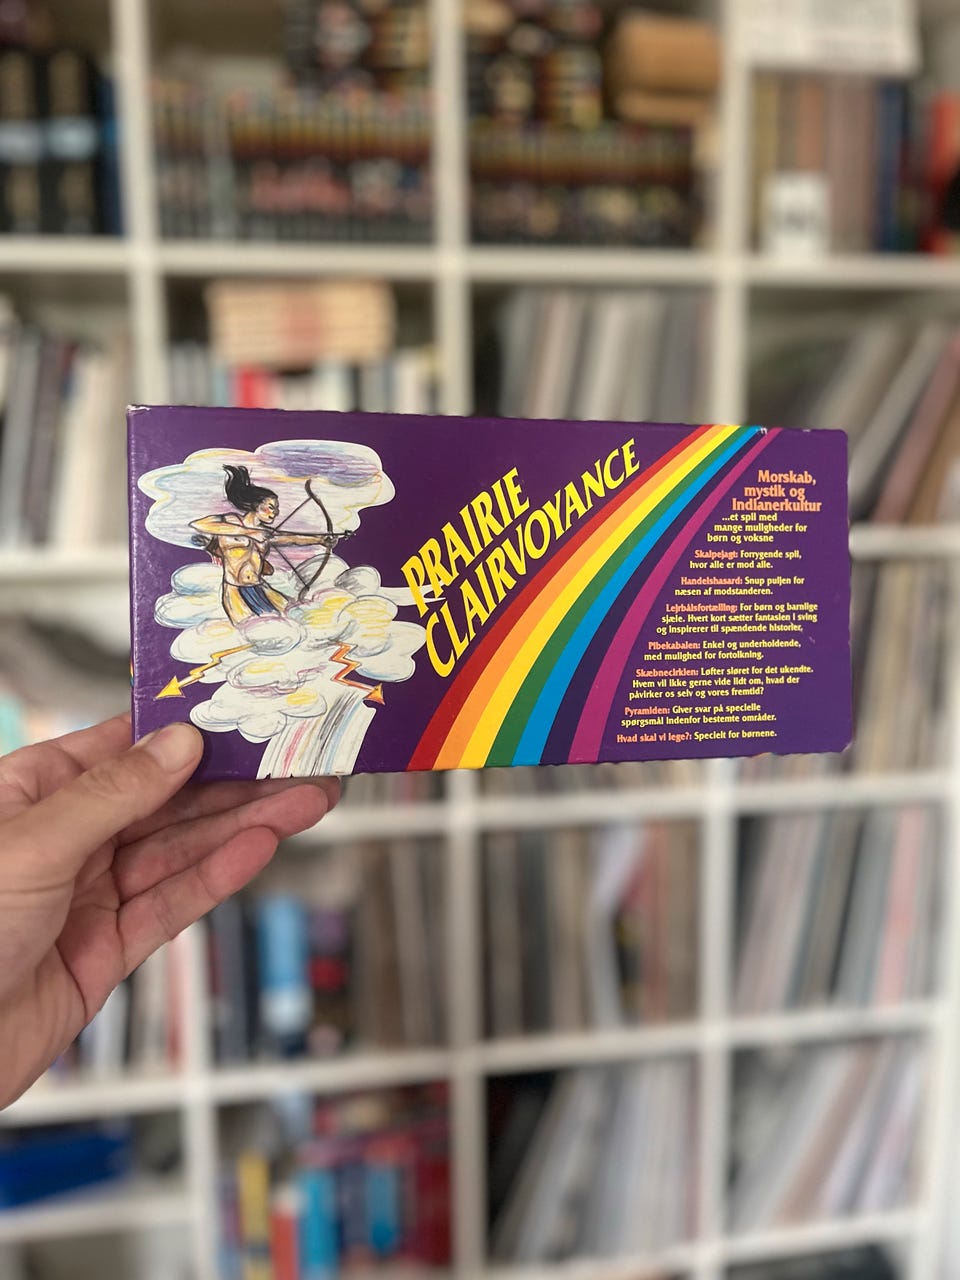 PRAIRIE
CLAIRVOYANCE
Morskab,
mystik og
Indianerkultur
...et spil med
mange muligheder for
børn og voksne
Skalpejagt: Forrygende spil,
hvor alle er mod alle.
Handelshasard: Snup puljen for
næsen af modstanderen.
Lejrbålsfortælling: For børn og barnlige
sjæle. Hvert kort sætter fantasien i sving
og inspirerer til spændende historier.
Pibekabalen: Enkel og underholdende,
med mulighed for fortolkning.
Skæbnecirklen: Løfter sløret for det ukendte.
Hvem vil ikke gerne vide lidt om, hvad der
påvirker os selv og vores fremtid?
Pyramiden: Giver svar på specielle
spørgsmål indenfor bestemte områder.
Hvad skal vi lege?: Specielt for børnene.